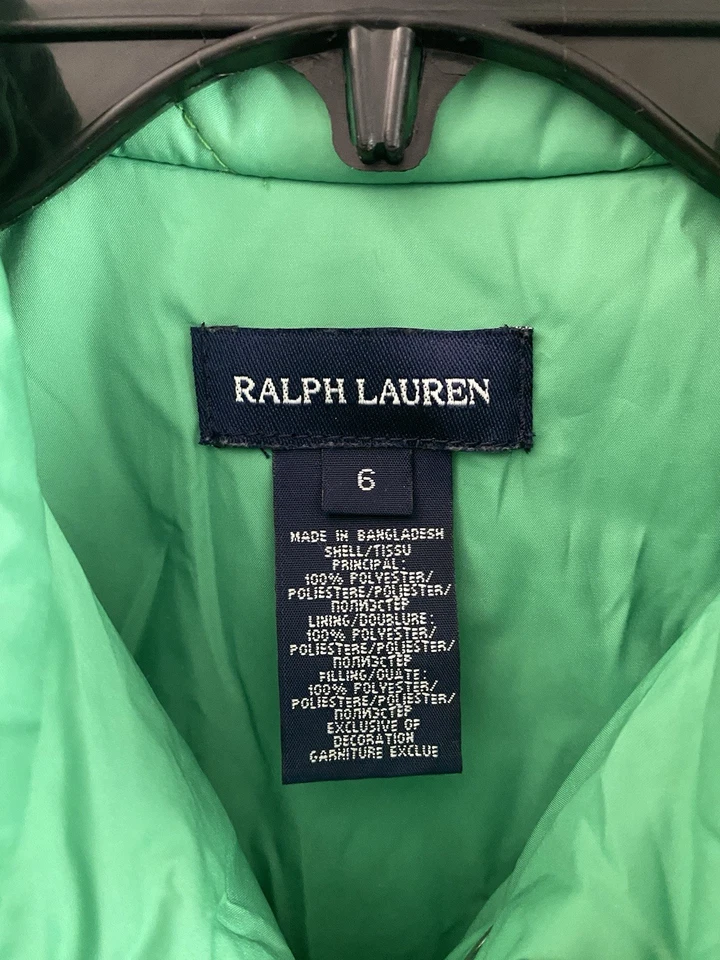 RALPH LAUREN
6
MADE IN BANGLADESH
SHELL/TISSU
PRINCIPAL:
100% POLYESTER/
POLIESTERE/POLIESTER/
ПОЛИЭСТЕР
LINING/DOUBLURE:
100% POLYESTER/
POLIESTERE/POLIESTER/
ПОЛИЭСТЕР
FILLING/OUATE:
100% POLYESTER/
POLIESTERE/POLIESTER/
ПОЛИЭСТЕР
EXCLUSIVE OF
DECORATION
GARNITURE EXCLUE